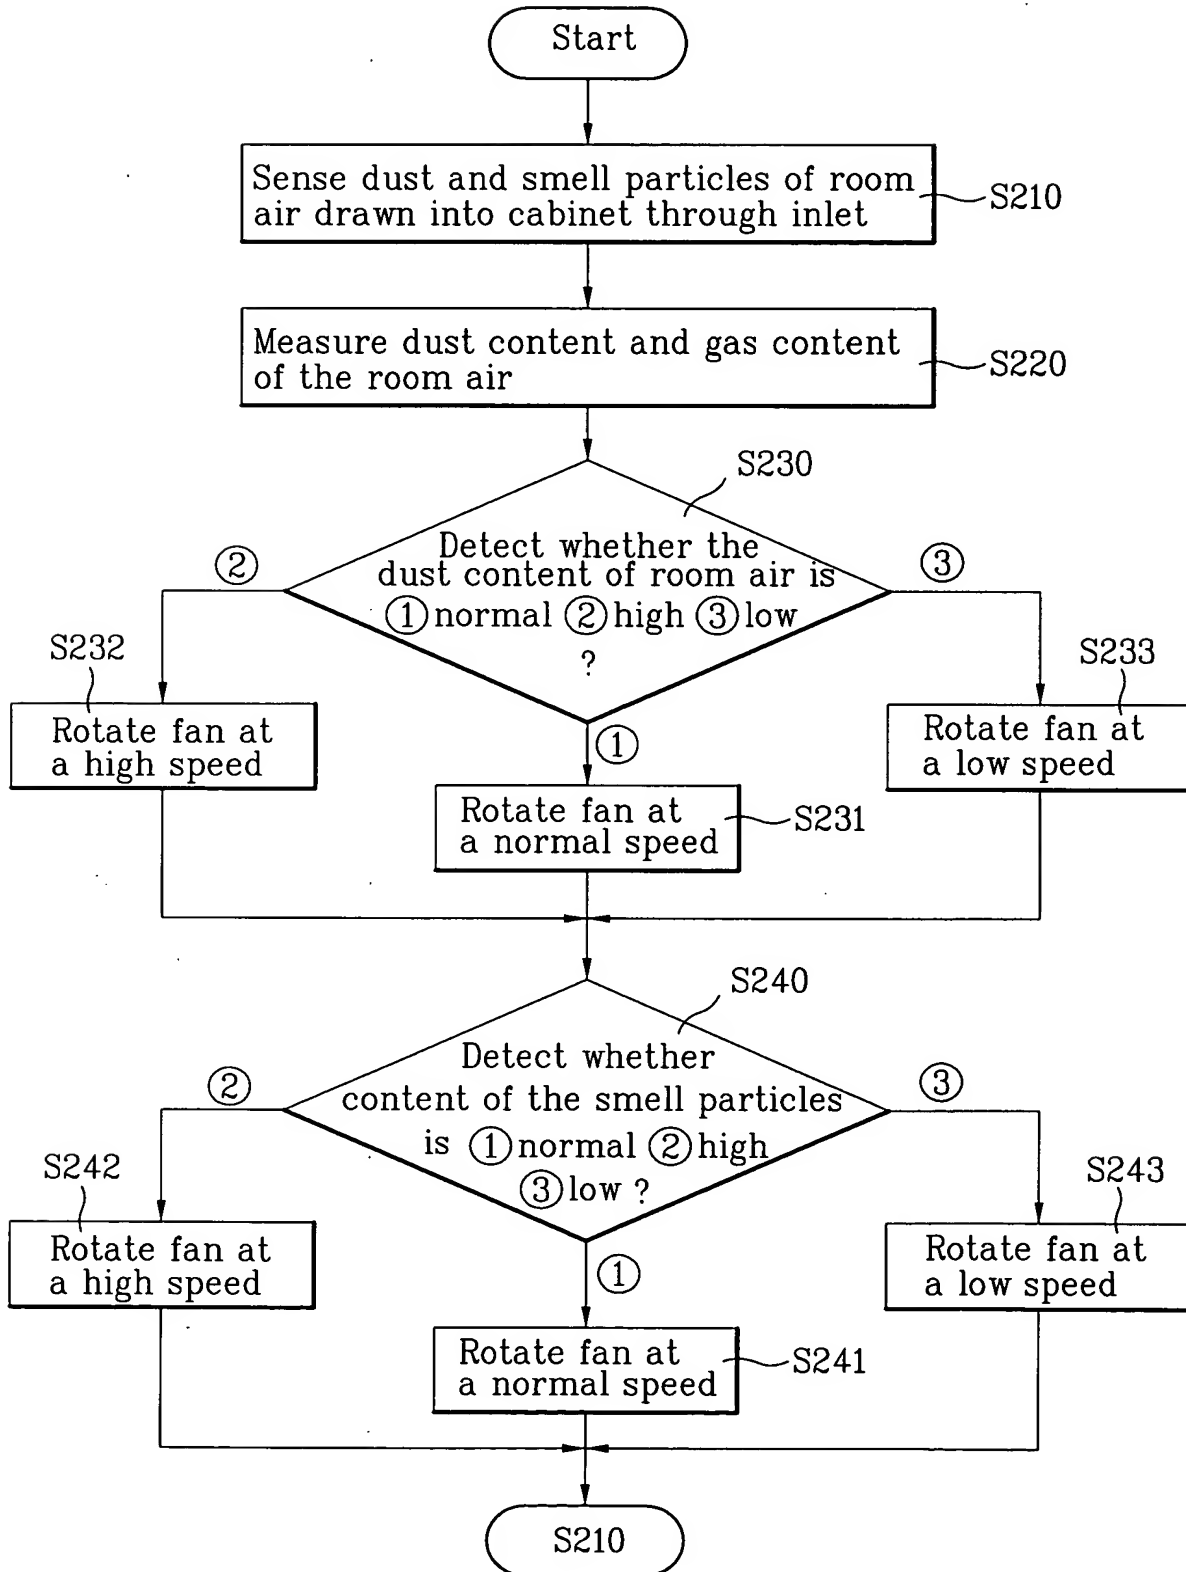 Start
Sense dust and smell particles of room
air drawn into cabinet through inlet
S210
Measure dust content and gas content
of the room air
S220
S230
Detect whether the
dust content of room air is
①normal ②high ③low
?
②
③
①
S232
Rotate fan at
a high speed
S233
Rotate fan at
a low speed
Rotate fan at
a normal speed
S231
S240
Detect whether
content of the smell particles
is ①normal ②high
③low ?
②
③
①
S242
Rotate fan at
a high speed
S243
Rotate fan at
a low speed
Rotate fan at
a normal speed
S241
S210